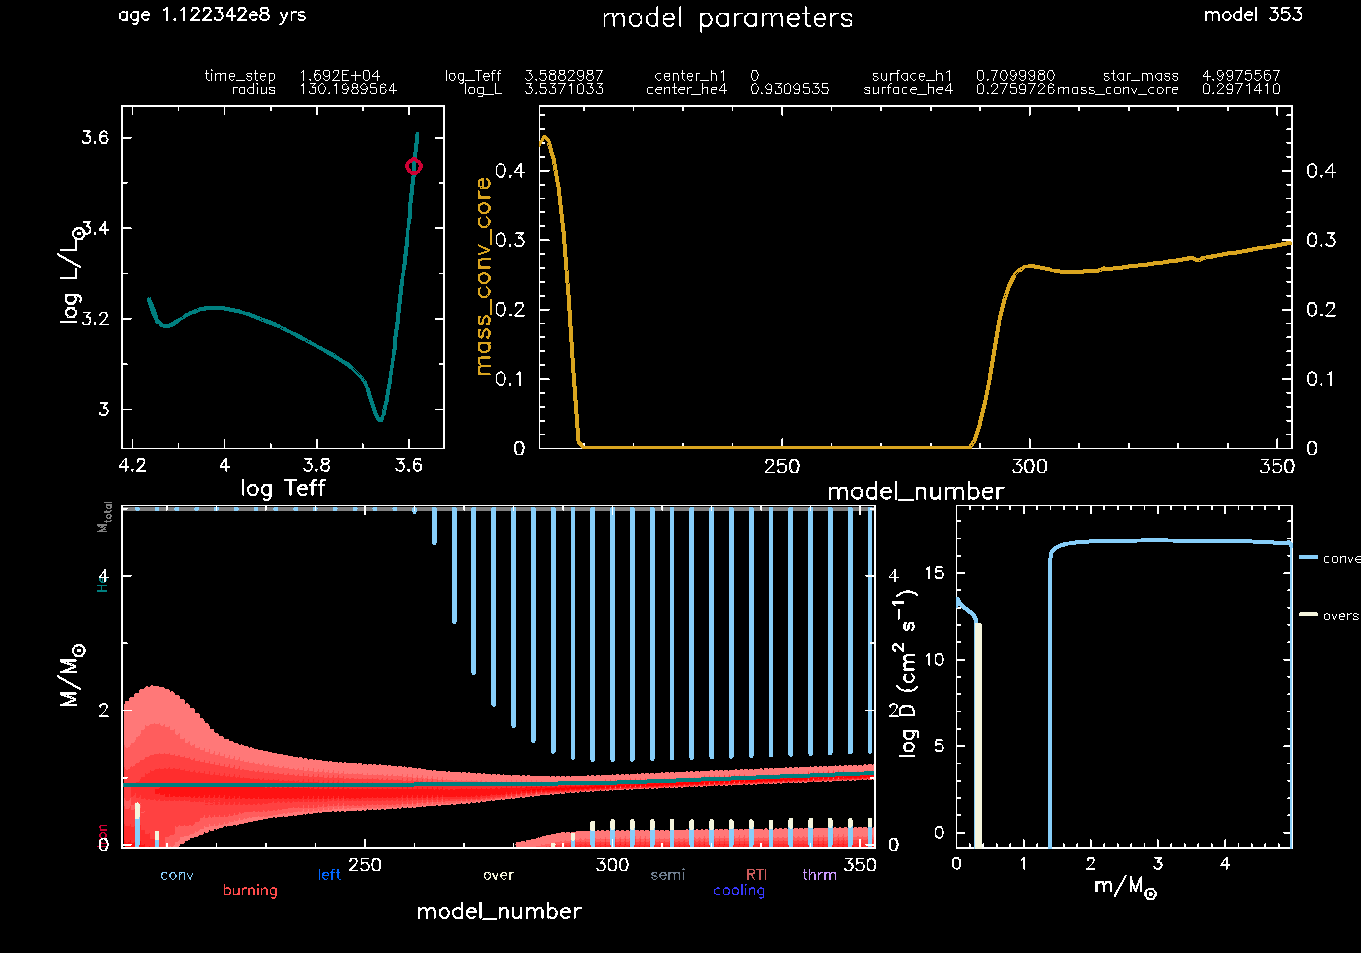 age 1.122342e8 yrs model parameters model 353
time_step 1.692E+04 log_Teff 3.5882987 center_h1 0 surface_h1 0.7099980 star_mass 4.9975567
radius 130.1989564 log_L 3.5371033 center_he4 0.9309535 surface_he4 0.2759726 mass_conv_core 0.2971410
3.6
3.4
3.2
3
log L/L⊙
4.2 4 3.8 3.6
log Teff
mass_conv_core
0.4 0.4
0.3 0.3
0.2 0.2
0.1 0.1
0 0
250 300 350
model_number
Mtotal
He
4 4
M/M⊙
2 2
0 0
250 300 350
conv left over semi RTI thrm
burning cooling
model_number
log D (cm² s⁻¹)
15
10
5
0
conve
overs
0 1 2 3 4
m/M⊙